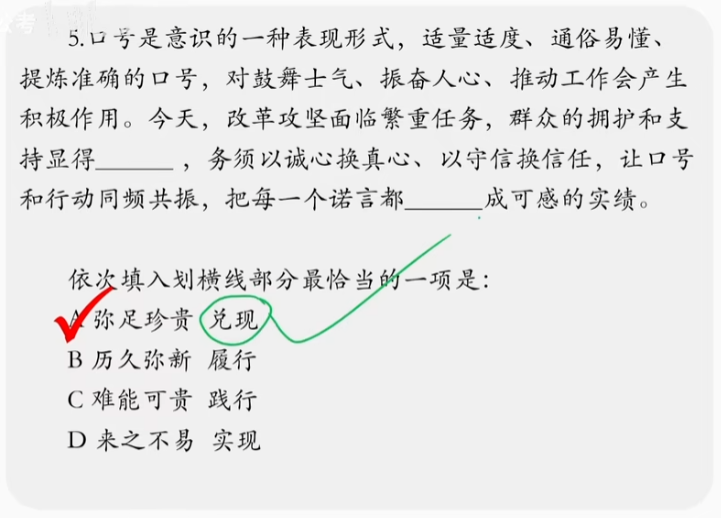 5.口号是意识的一种表现形式，适量适度、通俗易懂、
提炼准确的口号，对鼓舞士气、振奋人心、推动工作会产生
积极作用。今天，改革攻坚面临繁重任务，群众的拥护和支
持显得______，务须以诚心换真心、以守信换信任，让口号
和行动同频共振，把每一个诺言都______成可感的实绩。
依次填入划横线部分最恰当的一项是：
A 弥足珍贵 兑现
B 历久弥新 履行
C 难能可贵 践行
D 来之不易 实现